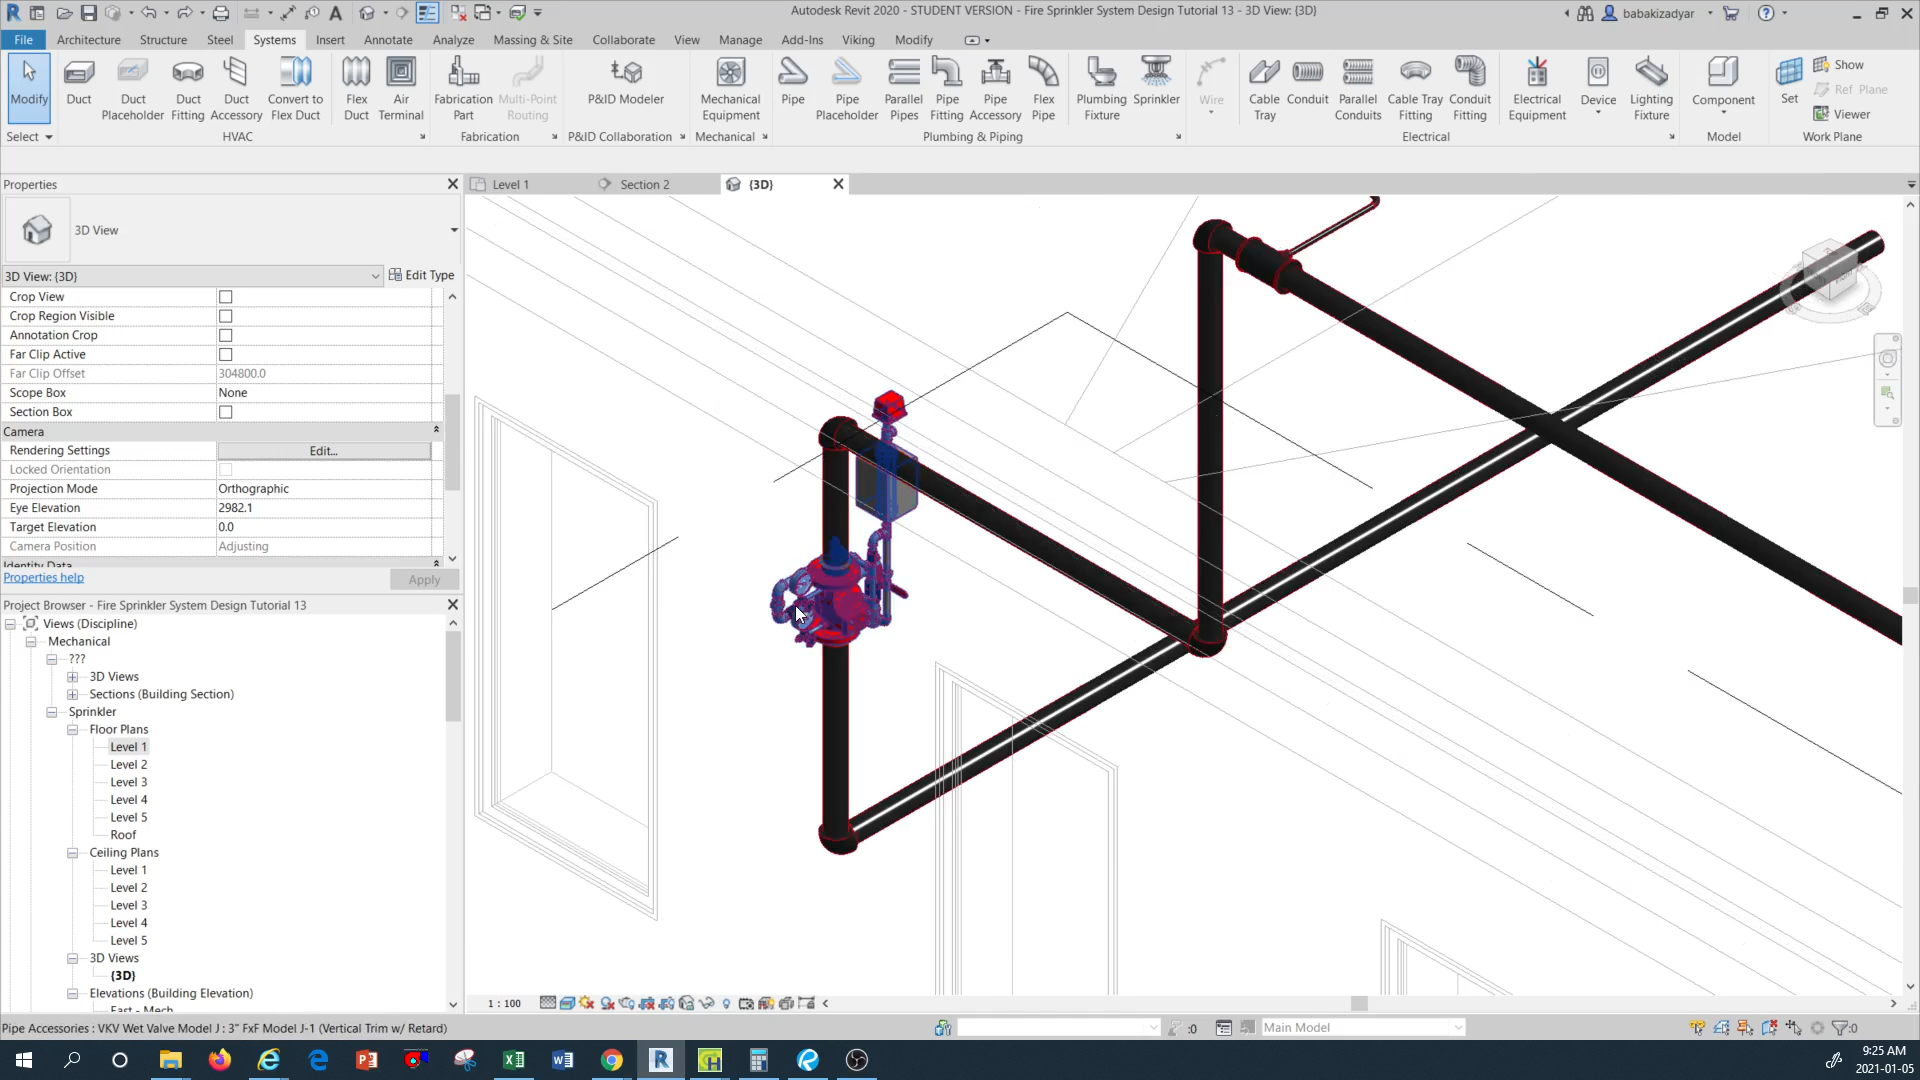 Autodesk Revit 2020 - STUDENT VERSION - Fire Sprinkler System Design Tutorial 13 - 3D View: {3D}
babakizadyar
File Architecture Structure Steel Systems Insert Annotate Analyze Massing & Site Collaborate View Manage Add-Ins Viking Modify
Modify
Duct
Duct Placeholder
Duct Fitting
Duct Accessory
Convert to Flex Duct
Flex Duct
Air Terminal
Fabrication Part
Multi-Point Routing
P&ID Modeler
Mechanical Equipment
Pipe
Pipe Placeholder
Parallel Pipes
Pipe Fitting
Pipe Accessory
Flex Pipe
Plumbing Fixture
Sprinkler
Wire
Cable Tray
Conduit
Parallel Conduits
Cable Tray Fitting
Conduit Fitting
Electrical Equipment
Device
Lighting Fixture
Component
Set
Show
Ref Plane
Viewer
Select HVAC Fabrication P&ID Collaboration Mechanical Plumbing & Piping Electrical Model Work Plane
Properties
Level 1 Section 2 {3D}
3D View
3D View: {3D} Edit Type
Crop View
Crop Region Visible
Annotation Crop
Far Clip Active
Far Clip Offset 304800.0
Scope Box None
Section Box
Camera
Rendering Settings Edit...
Locked Orientation
Projection Mode Orthographic
Eye Elevation 2982.1
Target Elevation 0.0
Camera Position Adjusting
Identity Data
Properties help Apply
Project Browser - Fire Sprinkler System Design Tutorial 13
Views (Discipline)
Mechanical
???
3D Views
Sections (Building Section)
Sprinkler
Floor Plans
Level 1
Level 2
Level 3
Level 4
Level 5
Roof
Ceiling Plans
Level 1
Level 2
Level 3
Level 4
Level 5
3D Views
{3D}
Elevations (Building Elevation)
East - Mech
1 : 100
Pipe Accessories : VKV Wet Valve Model J : 3" FxF Model J-1 (Vertical Trim w/ Retard)
:0
Main Model
:0
9:25 AM
2021-01-05